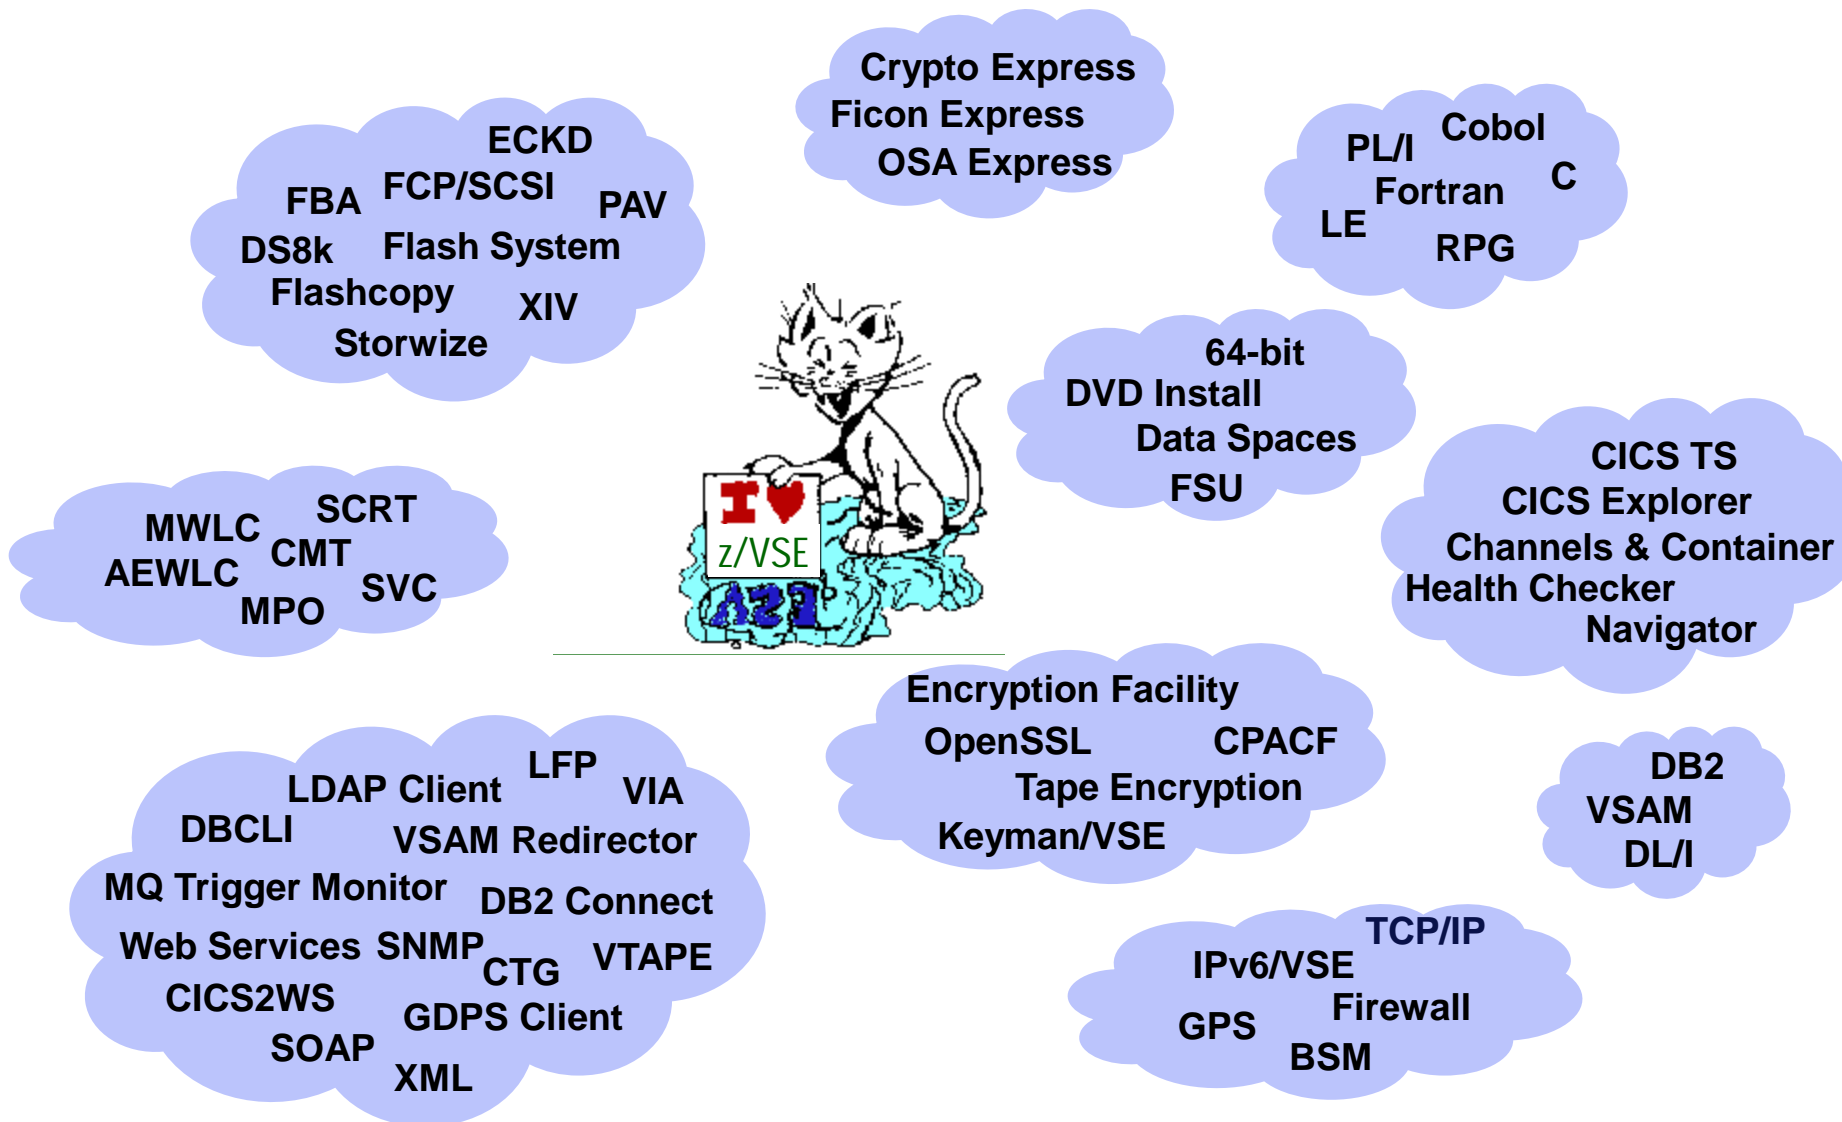 Crypto Express
Ficon Express
OSA Express
ECKD
FCP/SCSI
FBA
PAV
DS8k
Flash System
Flashcopy
XIV
Storwize
Cobol
PL/I
C
Fortran
LE
RPG
64-bit
DVD Install
Data Spaces
FSU
CICS TS
CICS Explorer
Channels & Container
Health Checker
Navigator
SCRT
MWLC
CMT
AEWLC
SVC
MPO
I ♥
z/VSE
Encryption Facility
OpenSSL CPACF
Tape Encryption
Keyman/VSE
DB2
VSAM
DL/I
LFP
LDAP Client
VIA
DBCLI
VSAM Redirector
MQ Trigger Monitor
DB2 Connect
Web Services
SNMP
CTG
VTAPE
CICS2WS
GDPS Client
SOAP
XML
TCP/IP
IPv6/VSE
Firewall
GPS
BSM